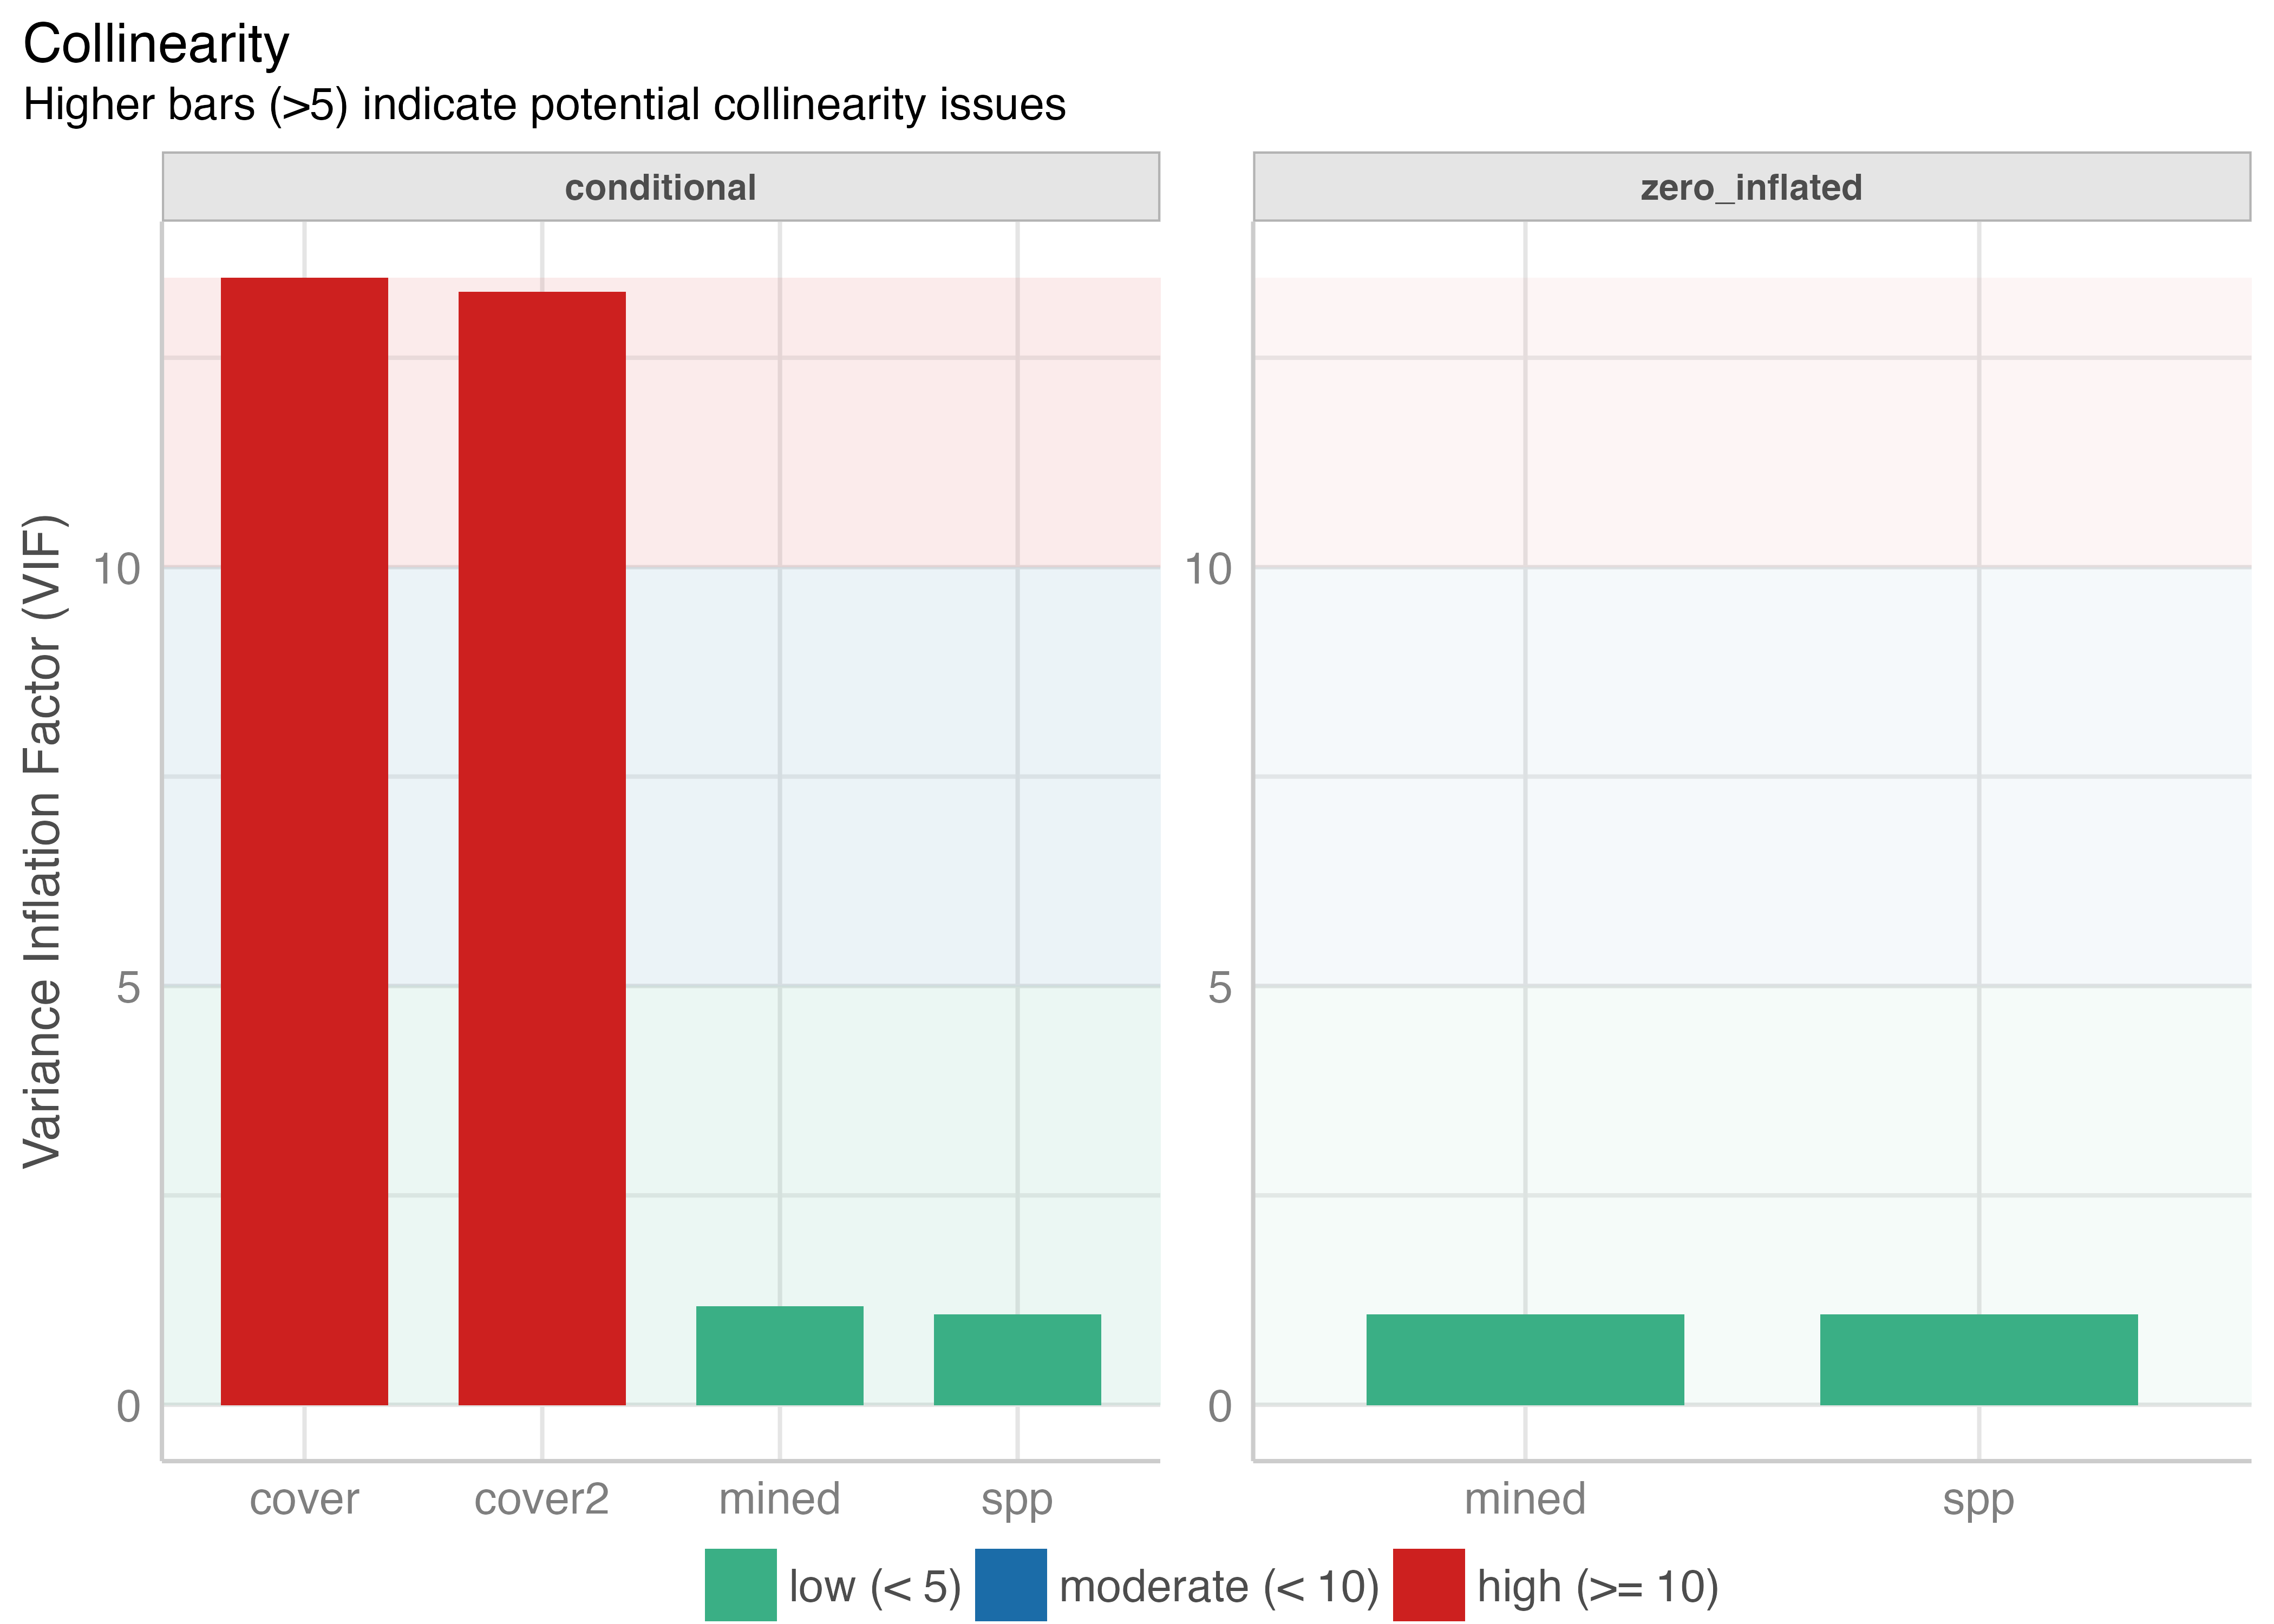 Collinearity
Higher bars (>5) indicate potential collinearity issues
conditional
zero_inflated
Variance Inflation Factor (VIF)
10
5
0
10
5
0
cover cover2 mined spp
mined spp
low (< 5) moderate (< 10) high (>= 10)